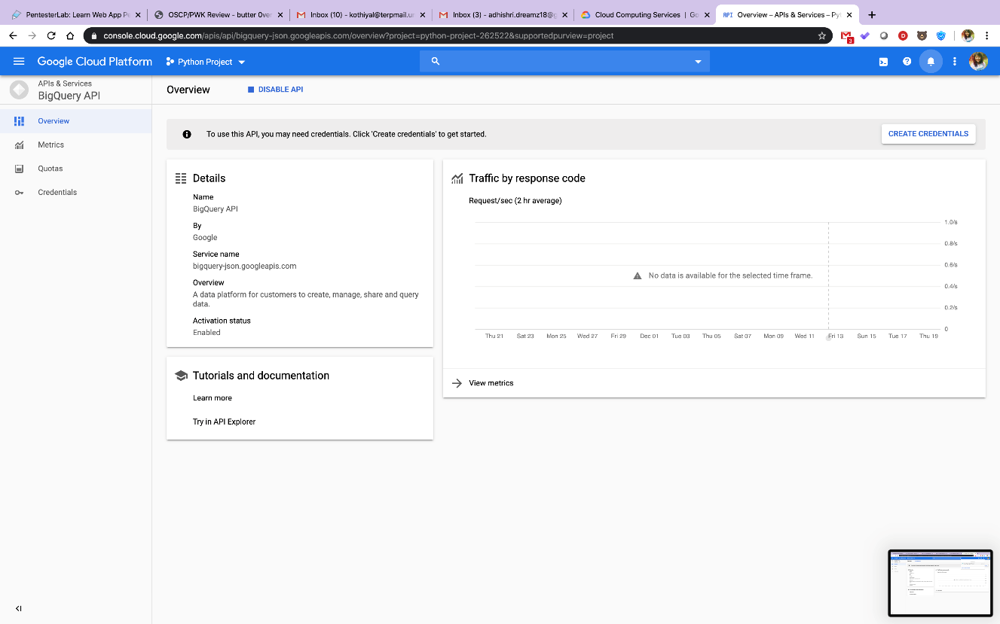 PentesterLab: Learn Web App Pe
OSCP/PWK Review - butter 0ver
Inbox (10) - kothiyal@terpmail.um
Inbox (3) - adhishri.dreamz18@g
Cloud Computing Services | Go
API Overview – APIs & Services – Pyt
console.cloud.google.com/apis/api/bigquery-json.googleapis.com/overview?project=python-project-262522&supportedpurview=project
3
D
Google Cloud Platform
Python Project
APIs & Services
BigQuery API
Overview
DISABLE API
Overview
Metrics
Quotas
Credentials
To use this API, you may need credentials. Click 'Create credentials' to get started.
CREATE CREDENTIALS
Details
Name
BigQuery API
By
Google
Service name
bigquery-json.googleapis.com
Overview
A data platform for customers to create, manage, share and query
data.
Activation status
Enabled
Tutorials and documentation
Learn more
Try in API Explorer
Traffic by response code
Request/sec (2 hr average)
1.0/s
0.8/s
0.6/s
No data is available for the selected time frame.
0.4/s
0.2/s
0
Thu 21 Sat 23 Mon 25 Wed 27 Fri 29 Dec 01 Tue 03 Thu 05 Sat 07 Mon 09 Wed 11 Fri 13 Sun 15 Tue 17 Thu 19
View metrics